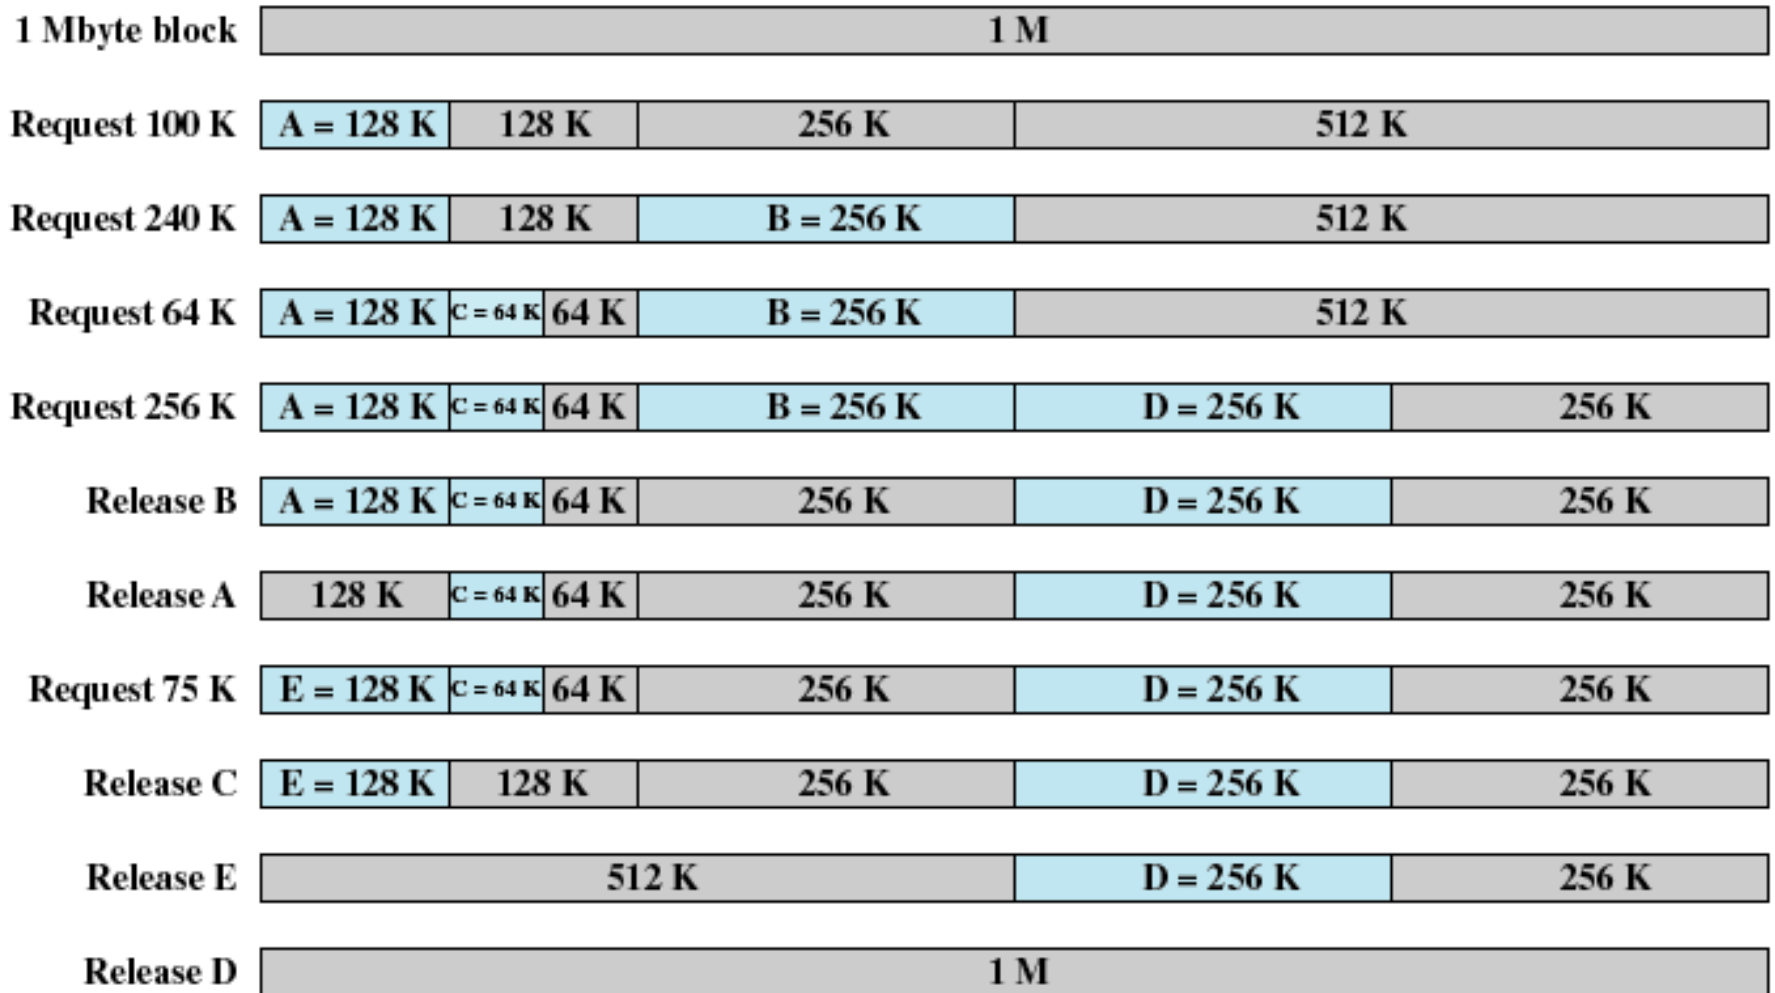 1 Mbyte block 1 M
Request 100 K A = 128 K 128 K 256 K 512 K
Request 240 K A = 128 K 128 K B = 256 K 512 K
Request 64 K A = 128 K C = 64 K 64 K B = 256 K 512 K
Request 256 K A = 128 K C = 64 K 64 K B = 256 K D = 256 K 256 K
Release B A = 128 K C = 64 K 64 K 256 K D = 256 K 256 K
Release A 128 K C = 64 K 64 K 256 K D = 256 K 256 K
Request 75 K E = 128 K C = 64 K 64 K 256 K D = 256 K 256 K
Release C E = 128 K 128 K 256 K D = 256 K 256 K
Release E 512 K D = 256 K 256 K
Release D 1 M